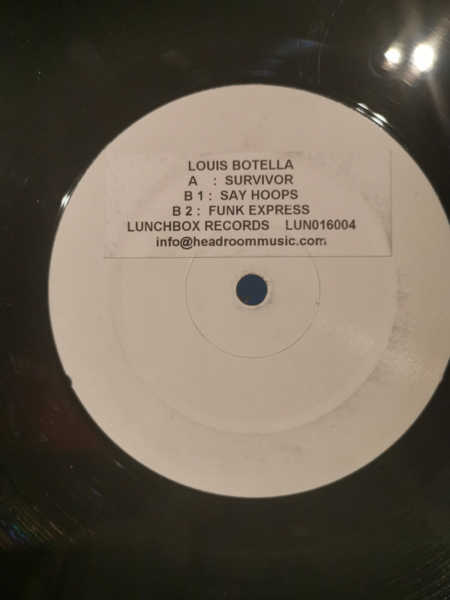 LOUIS BOTELLA
A : SURVIVOR
B 1 : SAY HOOPS
B 2 : FUNK EXPRESS
LUNCHBOX RECORDS LUN016004
info@headroommusic.com